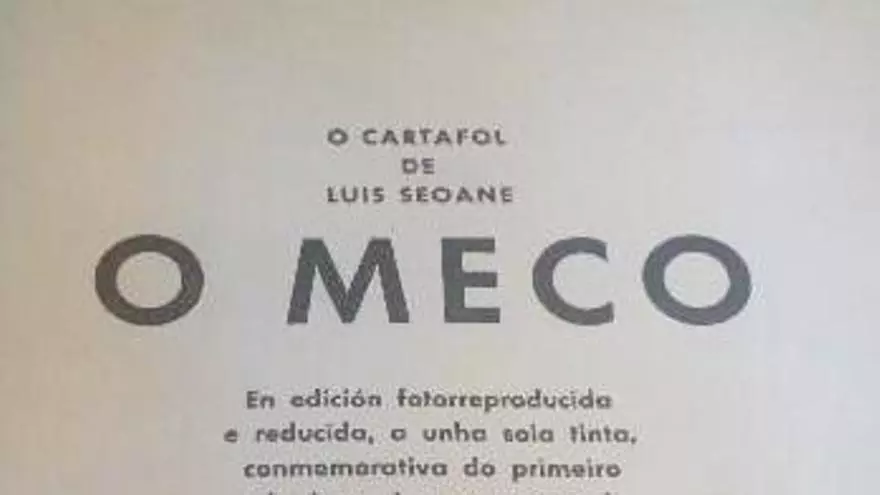 O CARTAFOL
DE
LUIS SEOANE
O MECO
En edición fotorreproducida
e reducida, a unha sola tinta,
conmemorativa do primeiro